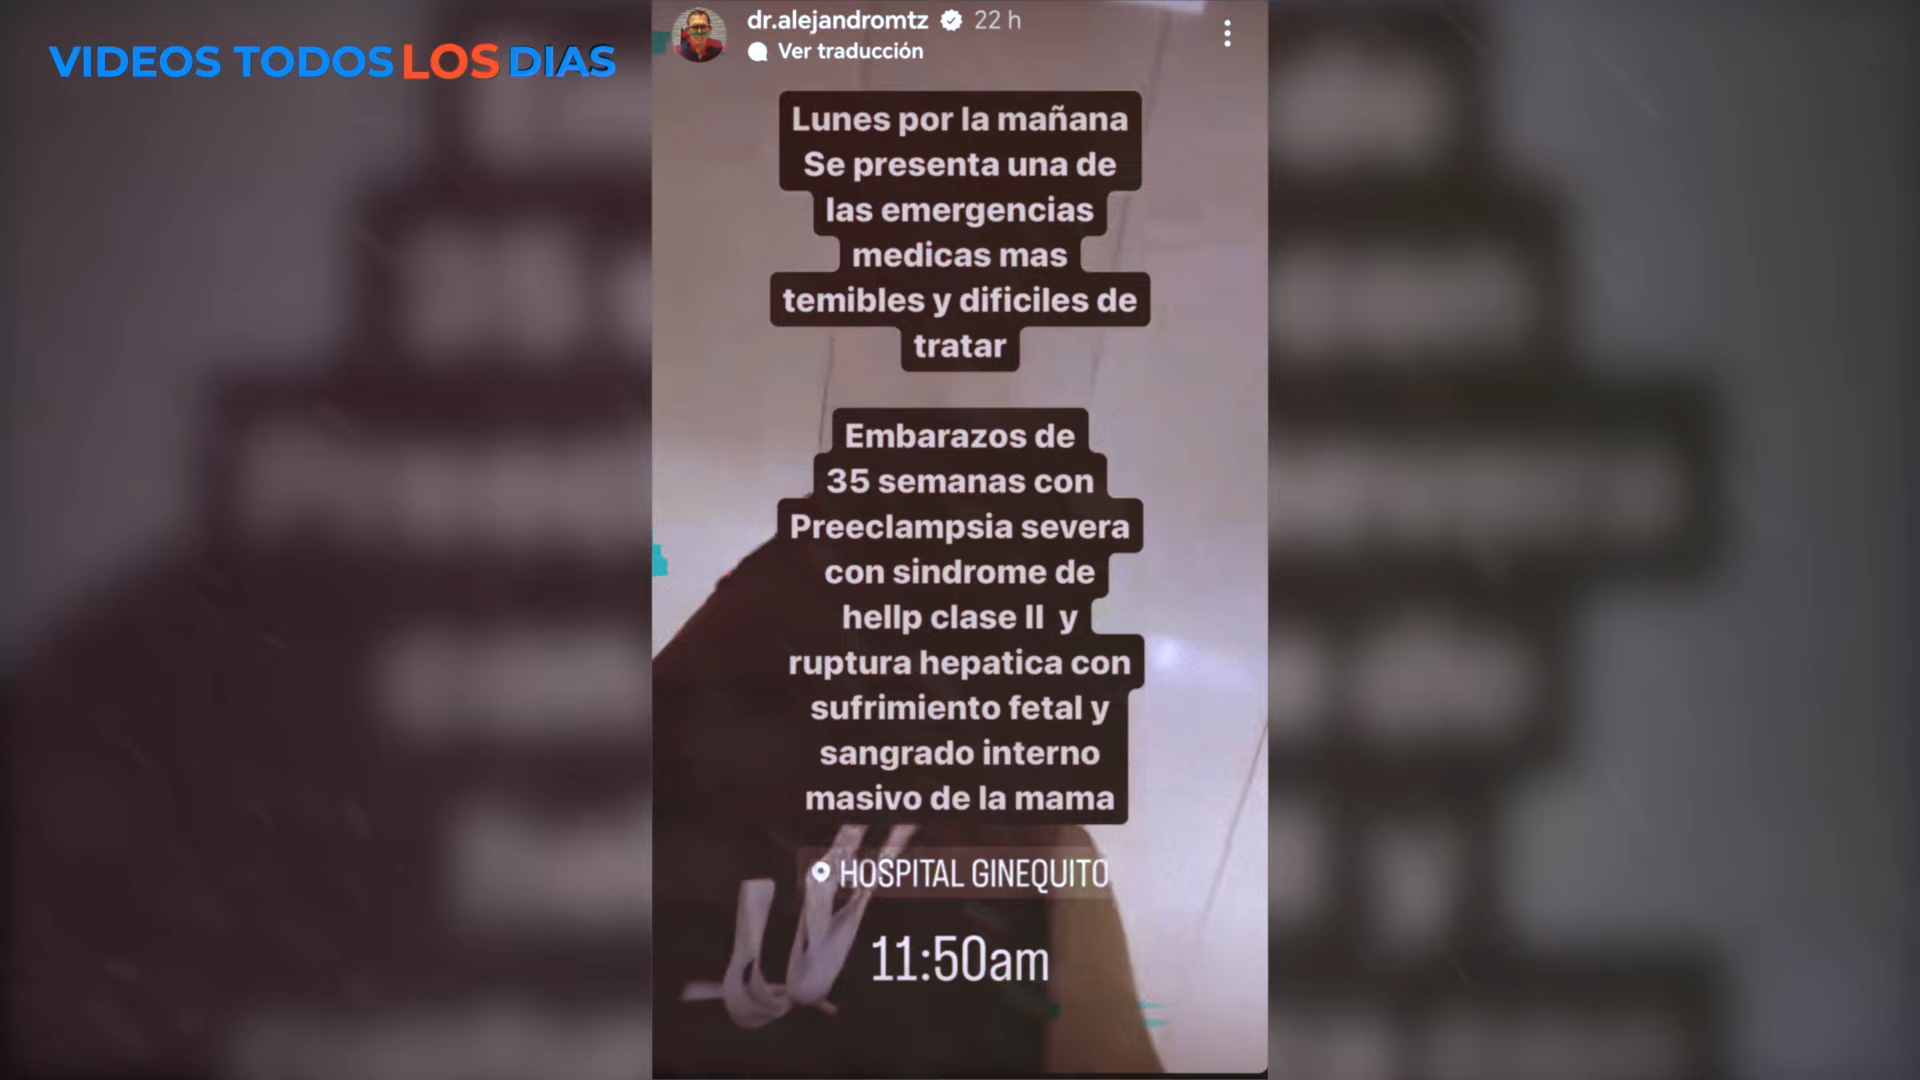 VIDEOS TODOS LOS DIAS
dr.alejandromtz 22 h
Ver traducción
Lunes por la mañana
Se presenta una de
las emergencias
medicas mas
temibles y dificiles de
tratar
Embarazos de
35 semanas con
Preeclampsia severa
con sindrome de
hellp clase II y
ruptura hepatica con
sufrimiento fetal y
sangrado interno
masivo de la mama
HOSPITAL GINEQUITO
11:50am